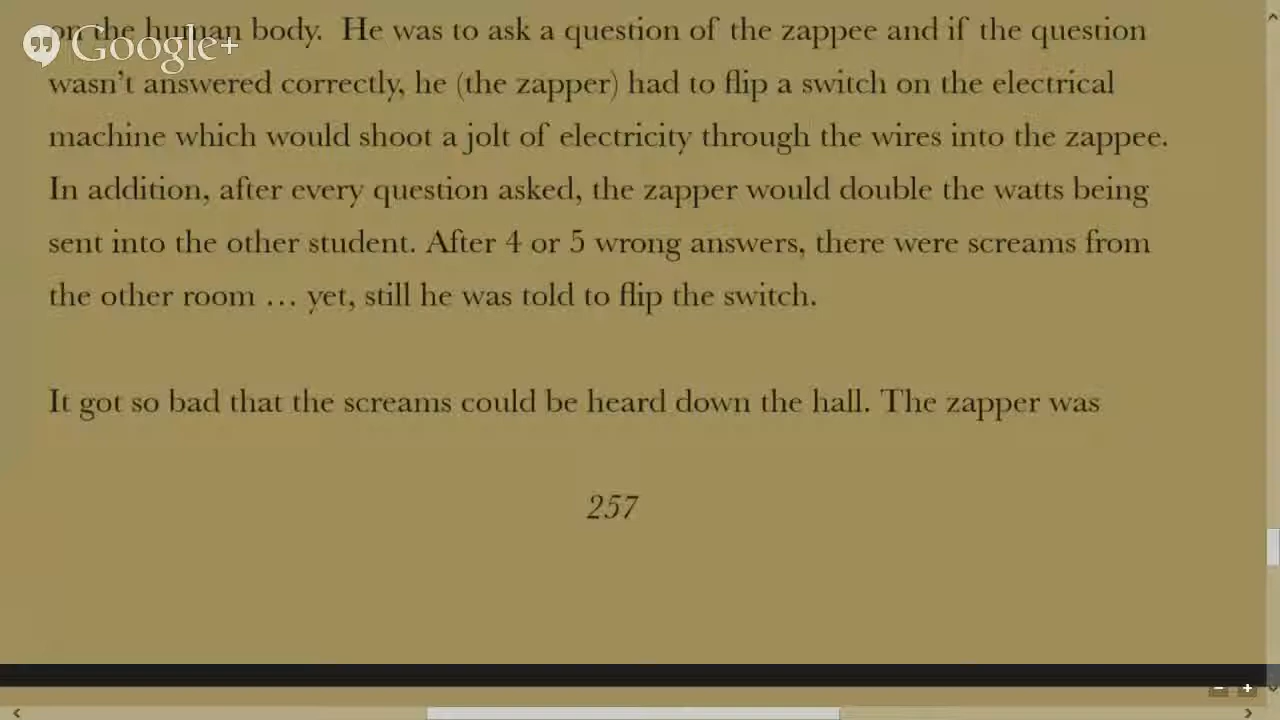 on the human body. He was to ask a question of the zappee and if the question
Google+
wasn't answered correctly, he (the zapper) had to flip a switch on the electrical
machine which would shoot a jolt of electricity through the wires into the zappee.
In addition, after every question asked, the zapper would double the watts being
sent into the other student. After 4 or 5 wrong answers, there were screams from
the other room … yet, still he was told to flip the switch.
It got so bad that the screams could be heard down the hall. The zapper was
257